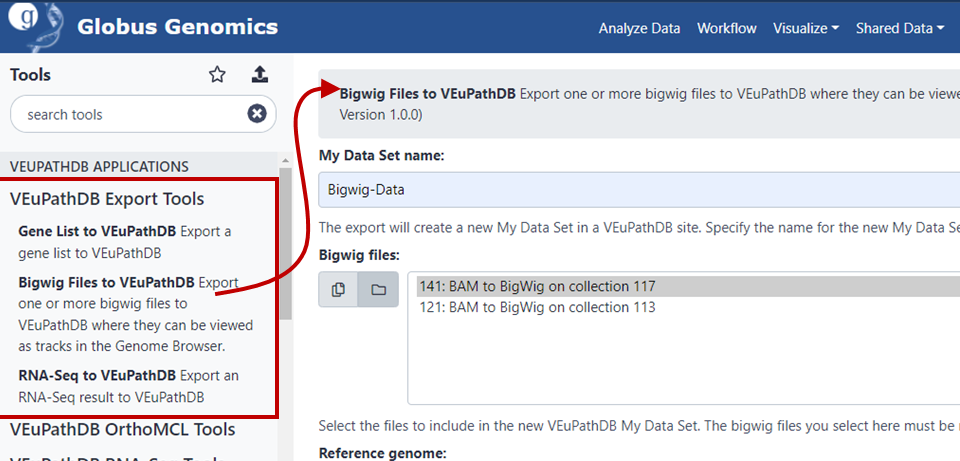 g Globus Genomics
Analyze Data Workflow Visualize Shared Data
Tools
search tools
VEUPATHDB APPLICATIONS
VEuPathDB Export Tools
Gene List to VEuPathDB Export a
gene list to VEuPathDB
Bigwig Files to VEuPathDB Export
one or more bigwig files to
VEuPathDB where they can be viewed
as tracks in the Genome Browser.
RNA-Seq to VEuPathDB Export an
RNA-Seq result to VEuPathDB
VEuPathDB OrthoMCL Tools
Bigwig Files to VEuPathDB Export one or more bigwig files to VEuPathDB where they can be viewe
Version 1.0.0)
My Data Set name:
Bigwig-Data
The export will create a new My Data Set in a VEuPathDB site. Specify the name for the new My Data Se
Bigwig files:
141: BAM to BigWig on collection 117
121: BAM to BigWig on collection 113
Select the files to include in the new VEuPathDB My Data Set. The bigwig files you select here must be
Reference genome: